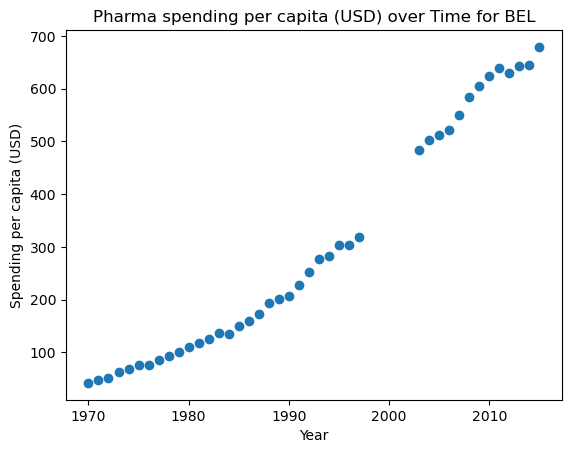 Pharma spending per capita (USD) over Time for BEL
700
600
500
400
300
200
100
Spending per capita (USD)
1970 1980 1990 2000 2010
Year